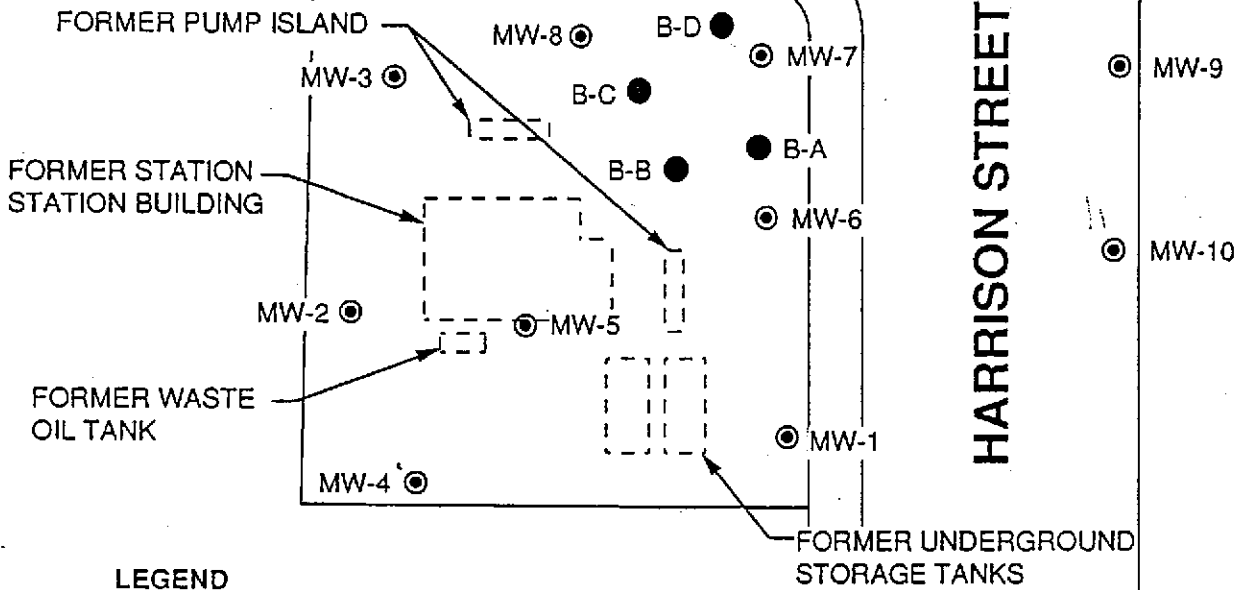 FORMER PUMP ISLAND
MW-8
B-D
MW-7
MW-9
MW-3
B-C
HARRISON STREET
FORMER STATION
STATION BUILDING
B-B
B-A
MW-6
MW-10
MW-2
MW-5
FORMER WASTE
OIL TANK
MW-1
MW-4
FORMER UNDERGROUND
STORAGE TANKS
LEGEND